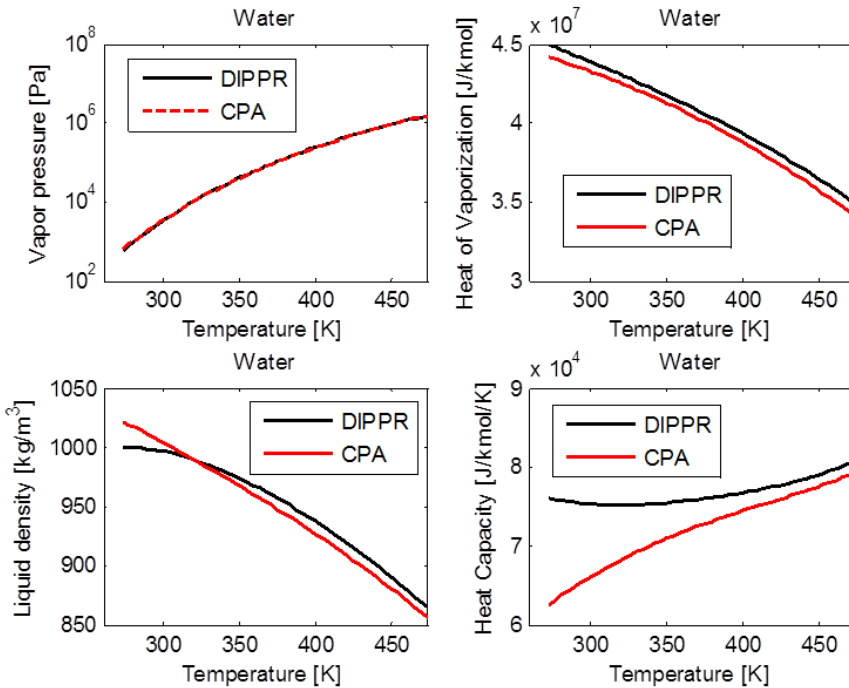 Water
Vapor pressure [Pa]
10^8
10^6
10^4
10^2
DIPPR
CPA
300 350 400 450
Temperature [K]
Water
x 10^7
Heat of Vaporization [J/kmol]
4.5
4
3.5
3
DIPPR
CPA
300 350 400 450
Temperature [K]
Water
Liquid density [kg/m^3]
1050
1000
950
900
850
DIPPR
CPA
300 350 400 450
Temperature [K]
Water
x 10^4
Heat Capacity [J/kmol/K]
9
8
7
6
DIPPR
CPA
300 350 400 450
Temperature [K]